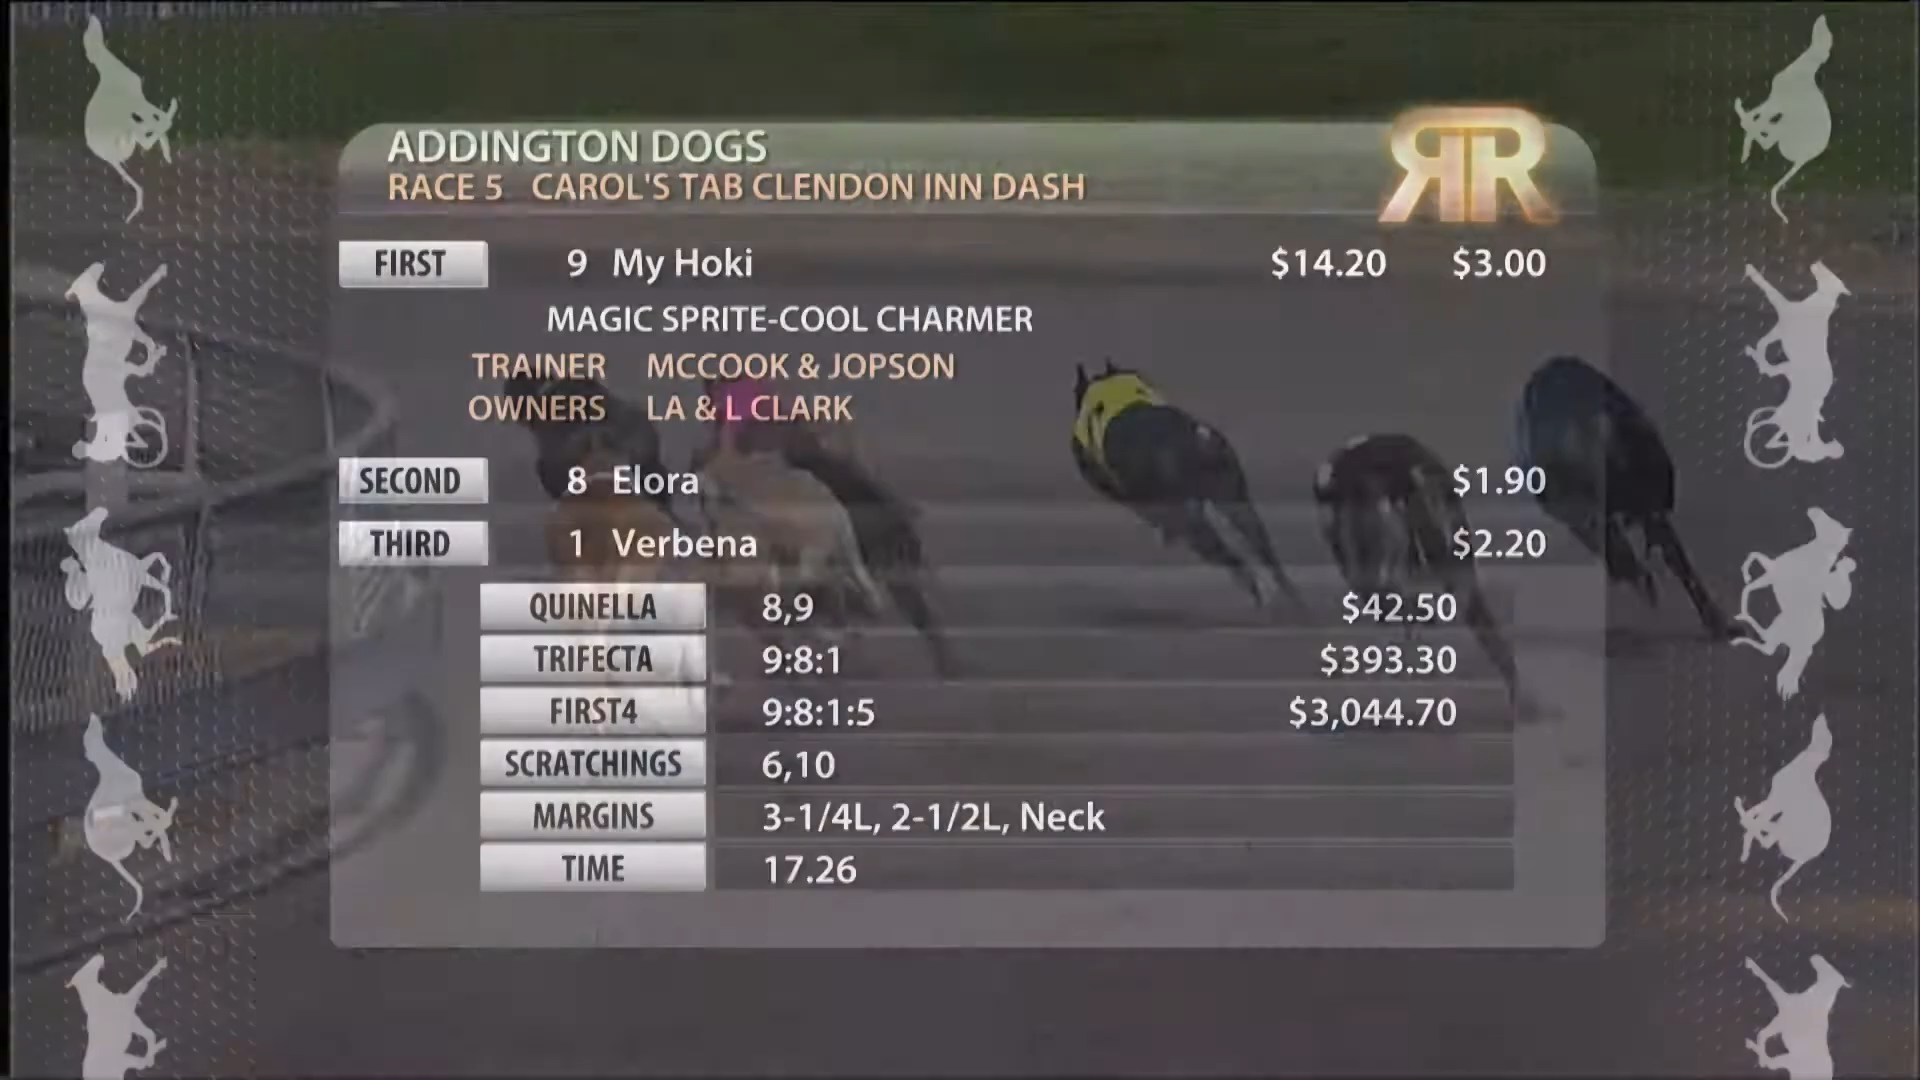 ADDINGTON DOGS
RACE 5 CAROL'S TAB CLENDON INN DASH
RR
FIRST 9 My Hoki $14.20 $3.00
MAGIC SPRITE-COOL CHARMER
TRAINER MCCOOK & JOPSON
OWNERS LA & L CLARK
SECOND 8 Elora $1.90
THIRD 1 Verbena $2.20
QUINELLA 8,9 $42.50
TRIFECTA 9:8:1 $393.30
FIRST4 9:8:1:5 $3,044.70
SCRATCHINGS 6,10
MARGINS 3-1/4L, 2-1/2L, Neck
TIME 17.26